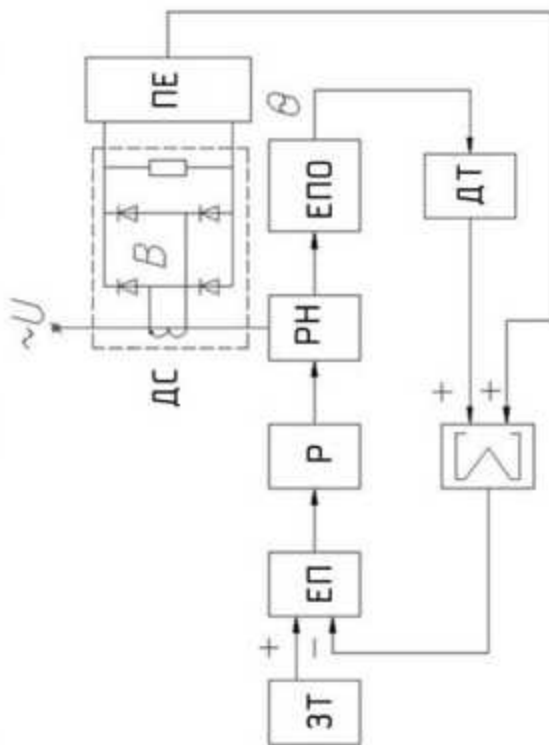 ~U
ДС
В
ПЕ
ЗТ
+
−
ЕП
Р
РН
ЕПО
θ
ДТ
+
+
Σ